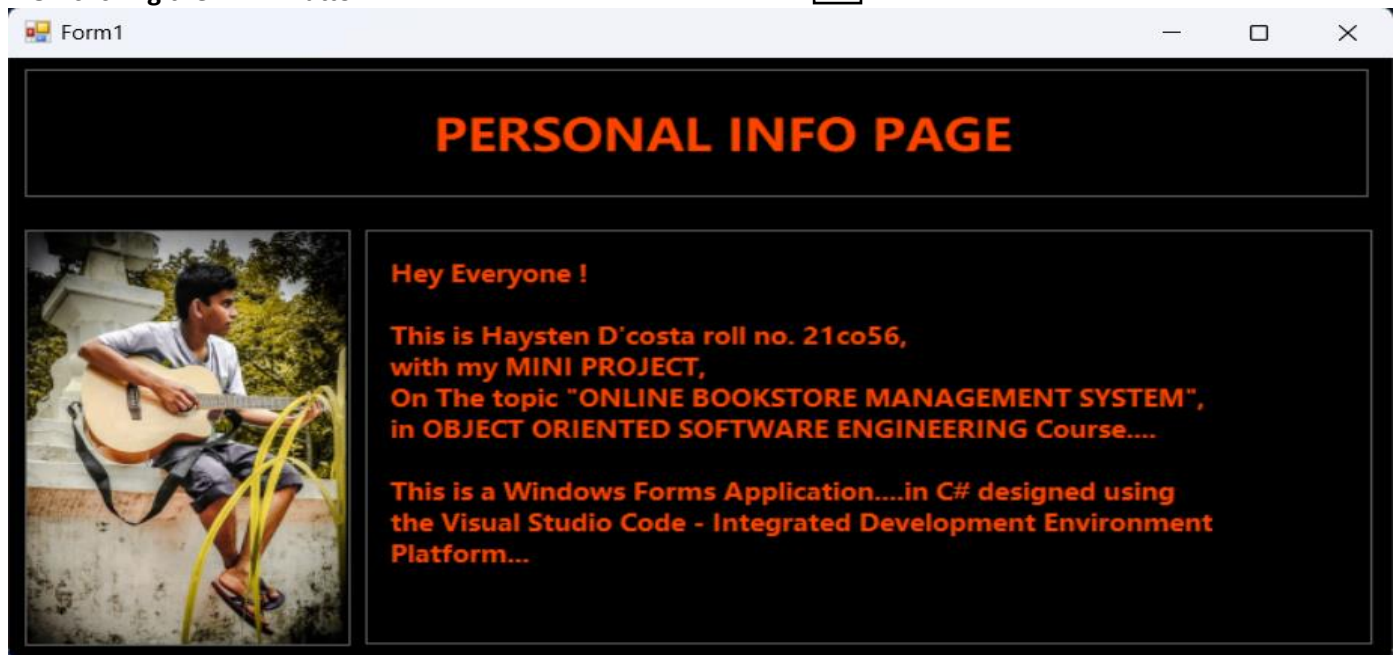 Form1
PERSONAL INFO PAGE
Hey Everyone !
This is Haysten D'costa roll no. 21co56,
with my MINI PROJECT,
On The topic "ONLINE BOOKSTORE MANAGEMENT SYSTEM",
in OBJECT ORIENTED SOFTWARE ENGINEERING Course....
This is a Windows Forms Application....in C# designed using
the Visual Studio Code - Integrated Development Environment
Platform...